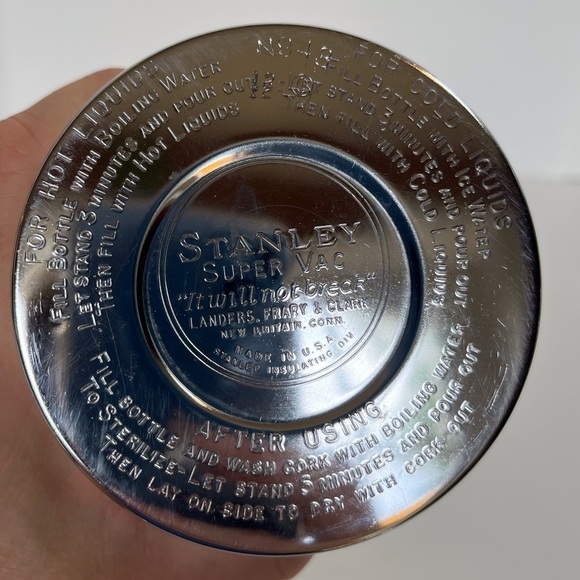 N943
FOR HOT LIQUIDS
FILL BOTTLE WITH BOILING WATER
LET STAND 3 MINUTES AND POUR OUT
THEN FILL WITH HOT LIQUIDS
FOR COLD LIQUIDS
FILL BOTTLE WITH ICE WATER
LET STAND 3 MINUTES AND POUR OUT
THEN FILL WITH COLD LIQUIDS
STANLEY
SUPER VAC
"It will not break"
LANDERS, FRARY & CLARK
NEW BRITAIN, CONN.
MADE IN U.S.A.
STANLEY INSULATING DIV
AFTER USING
FILL BOTTLE AND WASH CORK WITH BOILING WATER
TO STERILIZE-LET STAND 3 MINUTES AND POUR OUT
THEN LAY ON SIDE TO DRY WITH CORK OUT